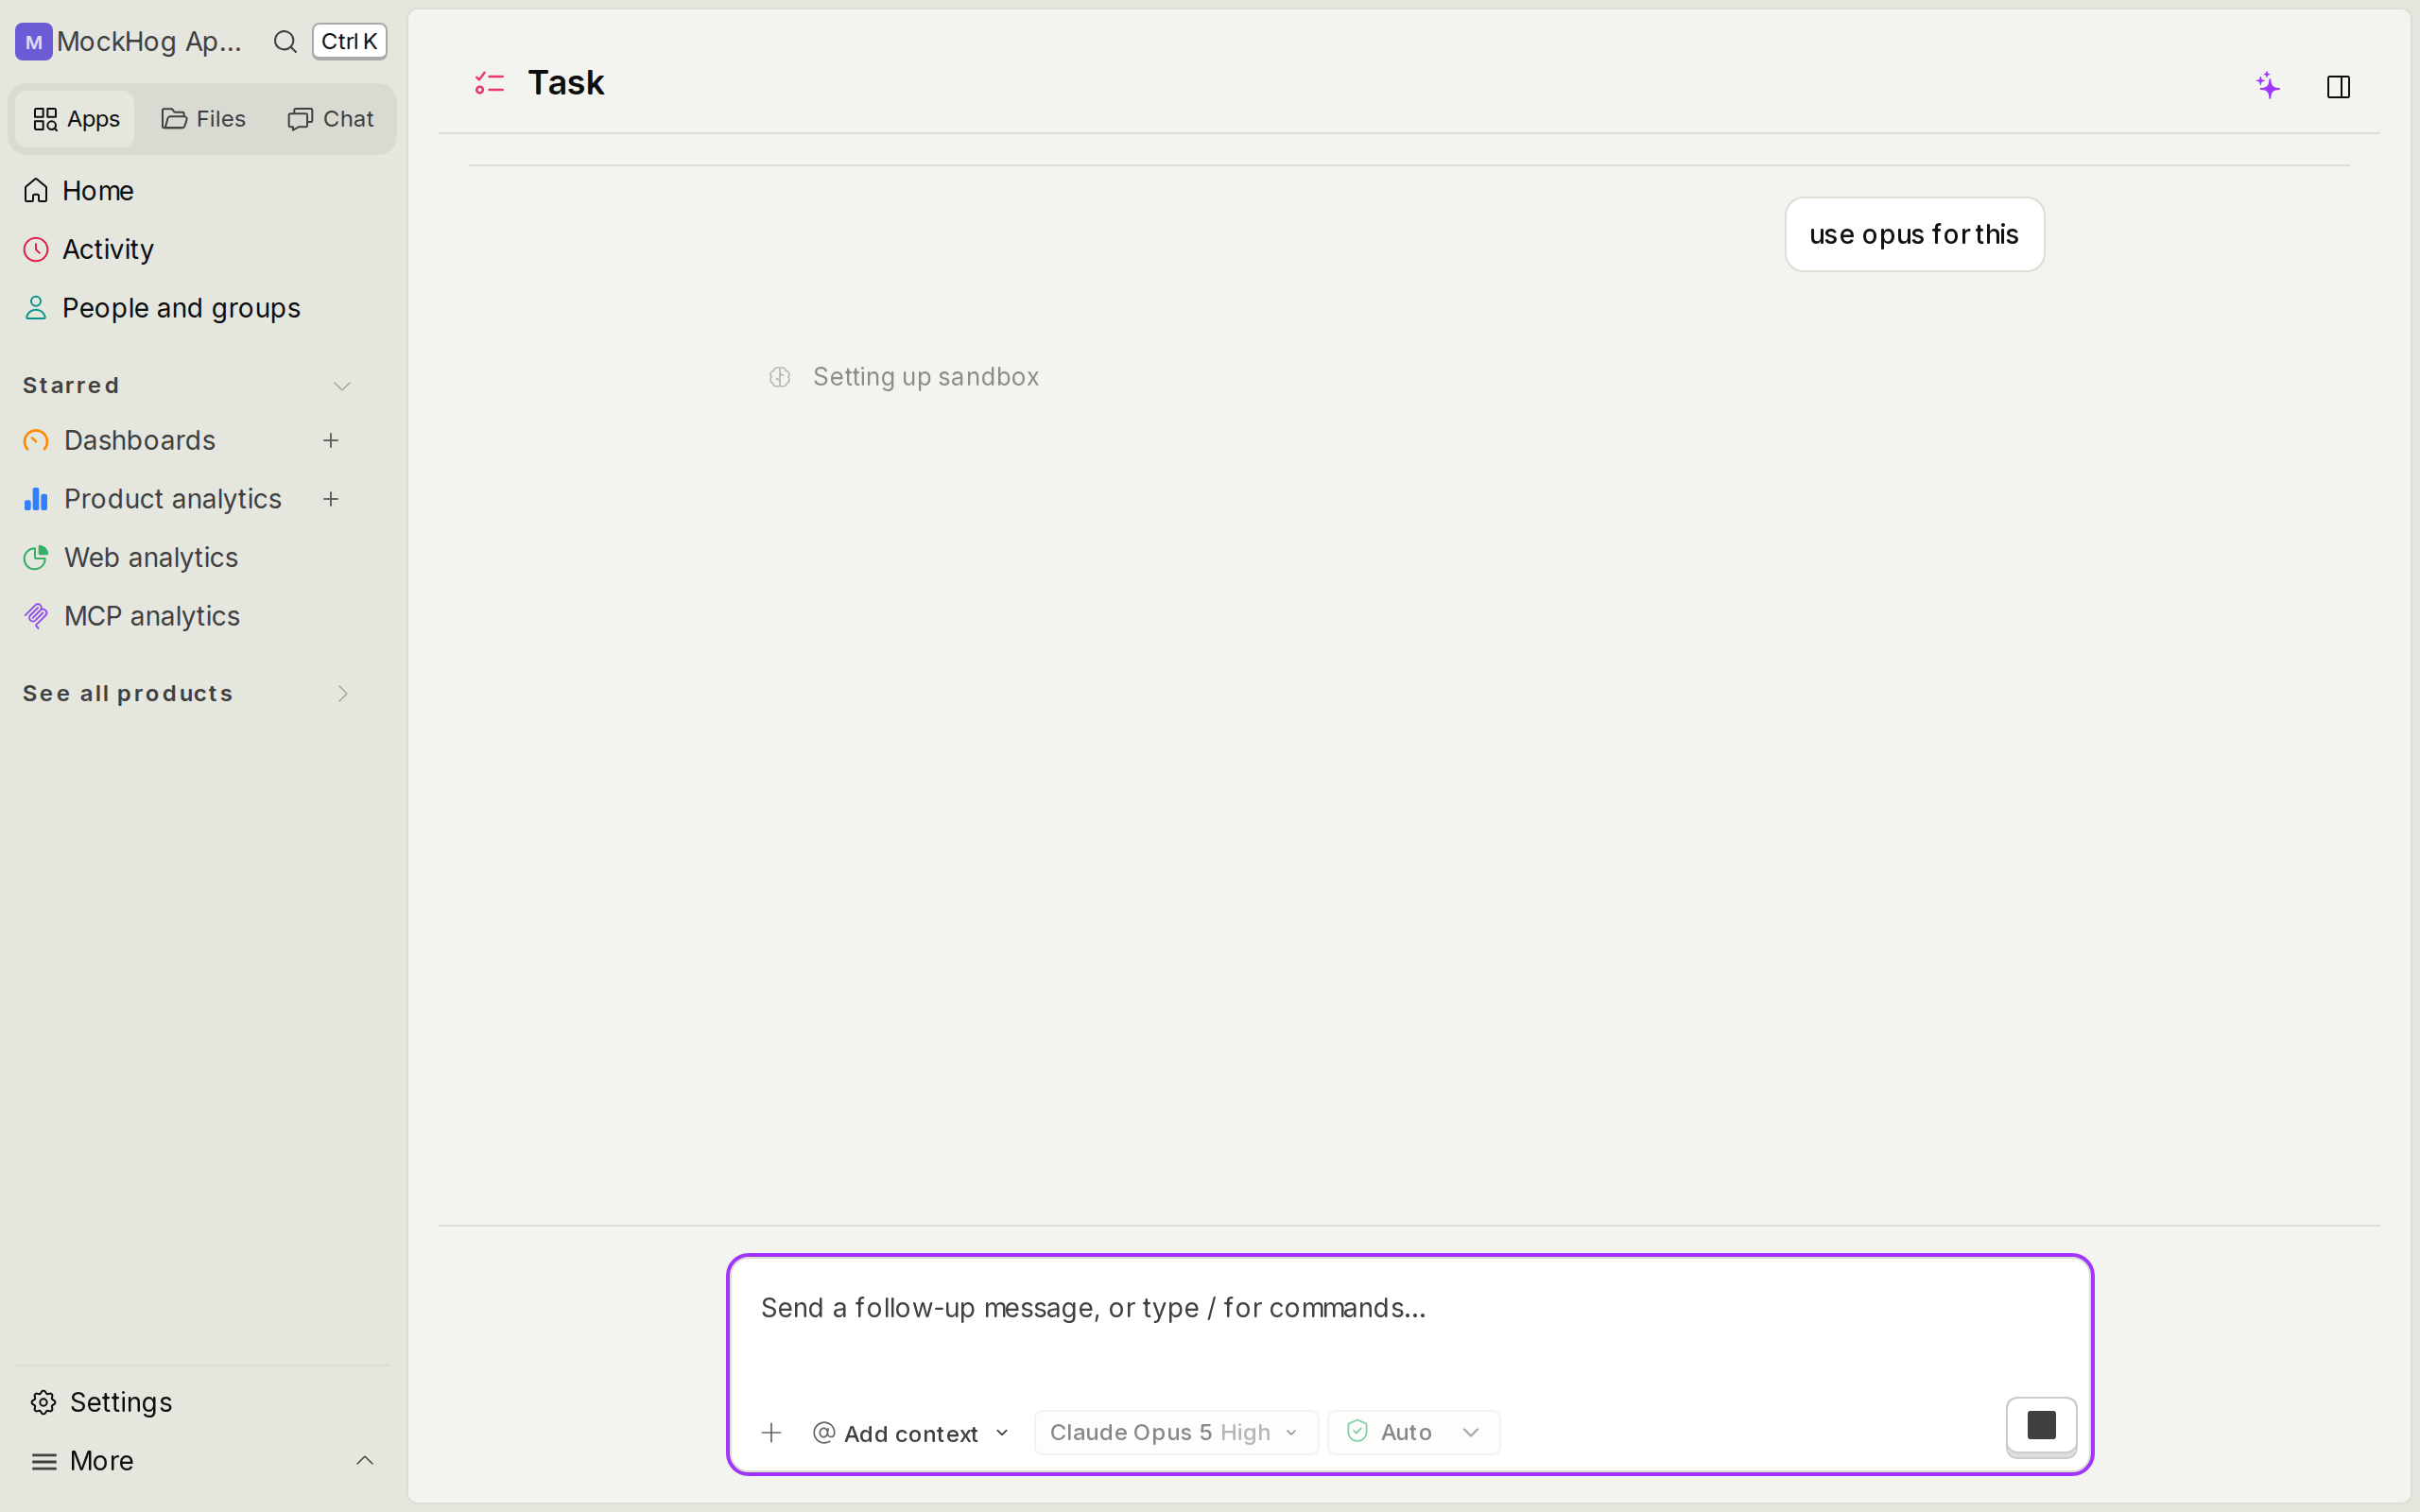 M MockHog Ap... Ctrl K
Apps Files Chat
Home
Activity
People and groups
Starred
Dashboards
Product analytics
Web analytics
MCP analytics
See all products
Settings
More
Task
use opus for this
Setting up sandbox
Send a follow-up message, or type / for commands...
Add context Claude Opus 5 High Auto